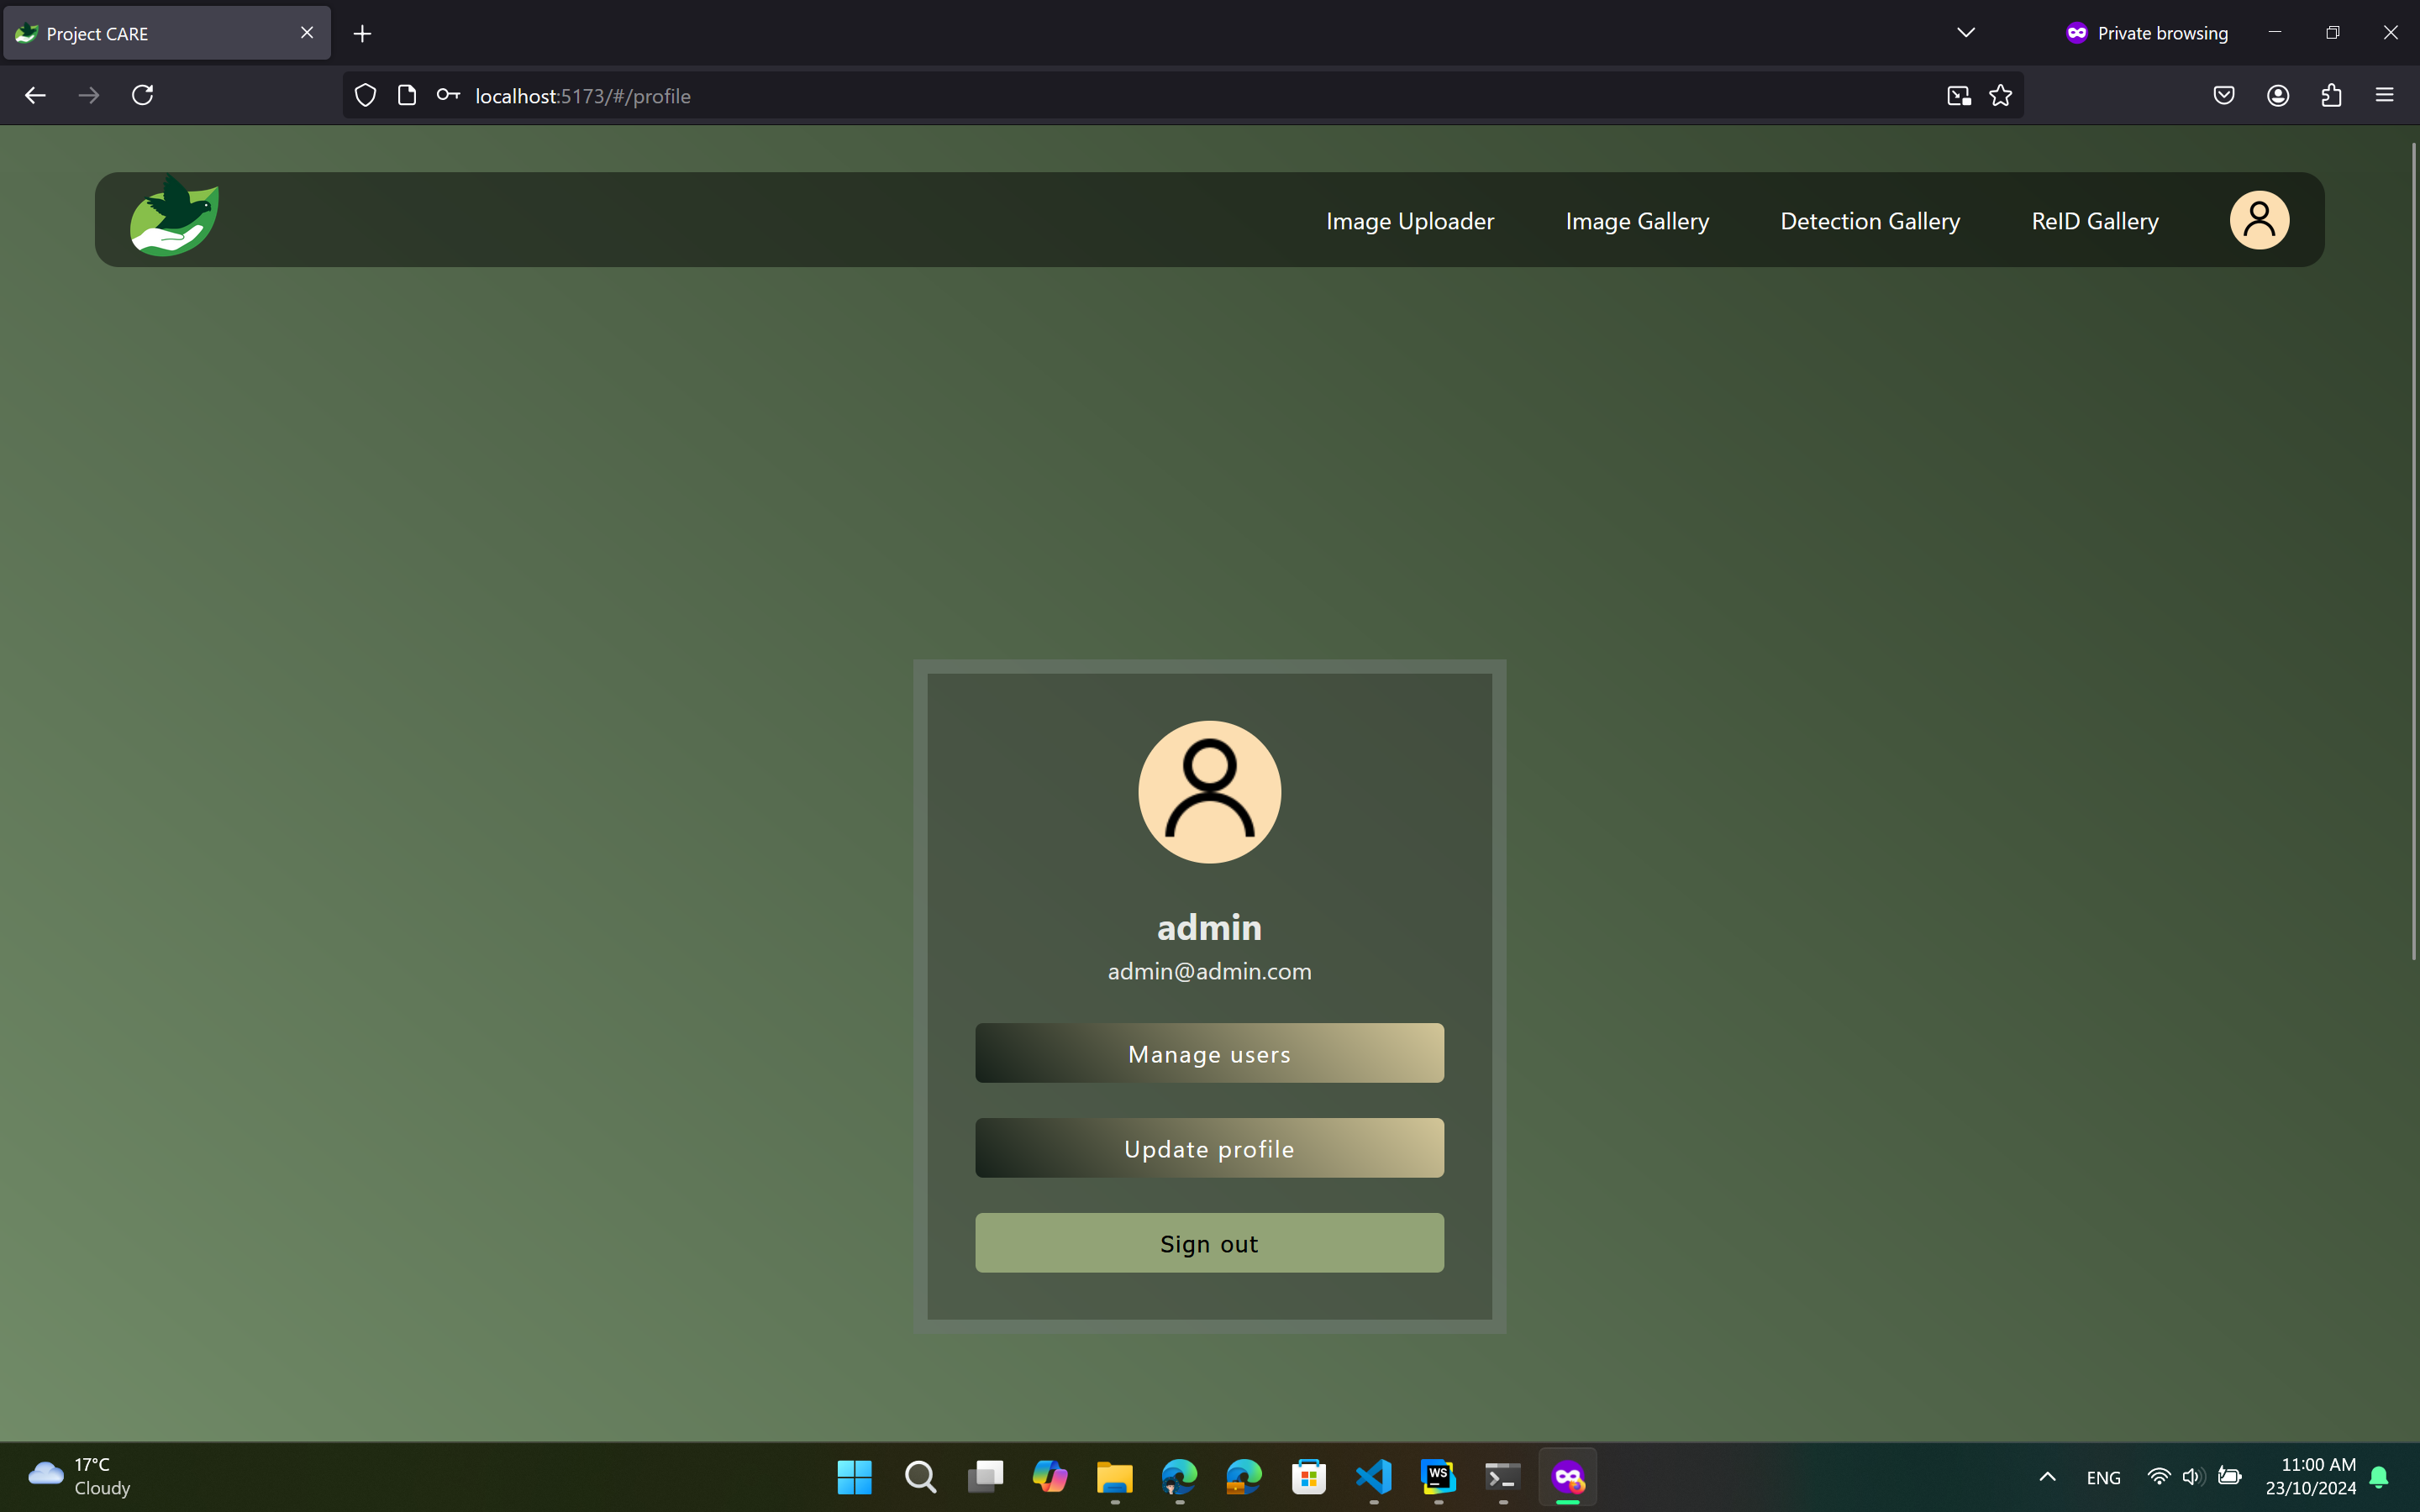 Project CARE
Private browsing
localhost:5173/#/profile
Image Uploader
Image Gallery
Detection Gallery
ReID Gallery
admin
admin@admin.com
Manage users
Update profile
Sign out
17°C
Cloudy
WS
ENG
11:00 AM
23/10/2024